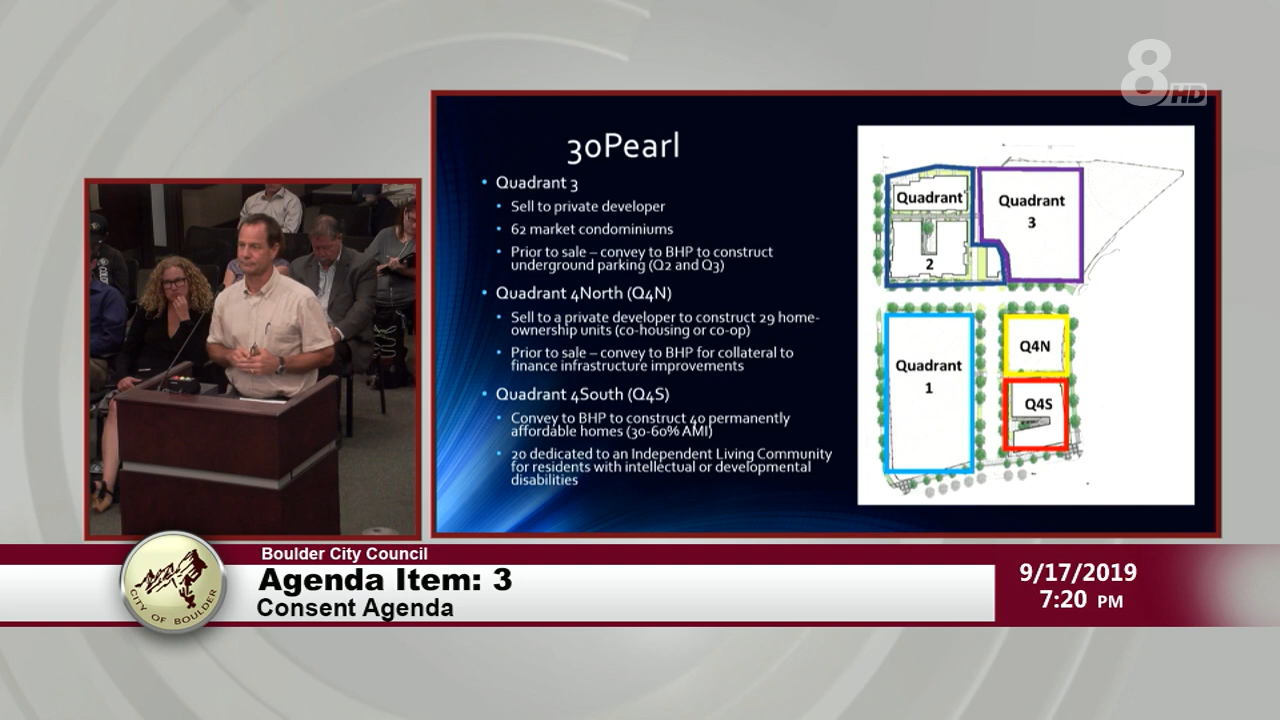 8
HD
30Pearl
• Quadrant 3
• Sell to private developer
• 62 market condominiums
• Prior to sale – convey to BHP to construct
underground parking (Q2 and Q3)
• Quadrant 4North (Q4N)
• Sell to a private developer to construct 29 home-
ownership units (co-housing or co-op)
• Prior to sale – convey to BHP for collateral to
finance infrastructure improvements
• Quadrant 4South (Q4S)
• Convey to BHP to construct 40 permanently
affordable homes (30-60% AMI)
• 20 dedicated to an Independent Living Community
for residents with intellectual or developmental
disabilities
Quadrant
2
Quadrant
3
Quadrant
1
Q4N
Q4S
Boulder City Council
Agenda Item: 3
Consent Agenda
CITY OF BOULDER
9/17/2019
7:20 PM